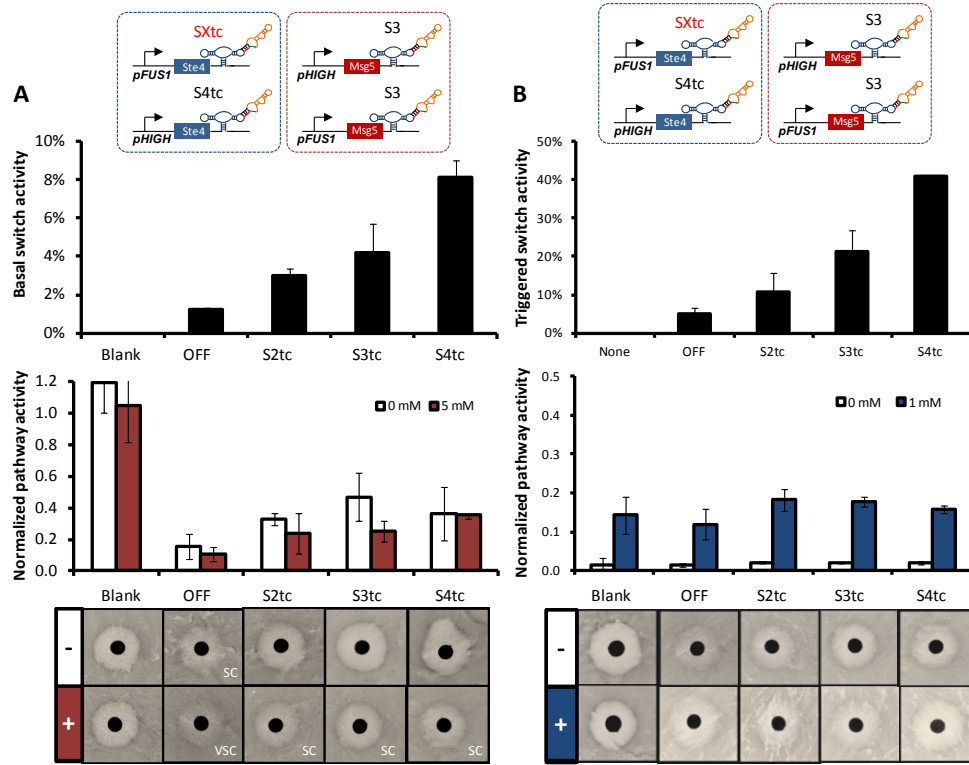 A
SXtc
pFUS1 Ste4
S3
pHIGH Msg5
S4tc
pHIGH Ste4
S3
pFUS1 Msg5
Basal switch activity
10%
8%
6%
4%
2%
0%
Blank OFF S2tc S3tc S4tc
Normalized pathway activity
1.2
1.0
0.8
0.6
0.4
0.2
0.0
0 mM 5 mM
Blank OFF S2tc S3tc S4tc
-
SC
+
VSC SC SC SC
B
SXtc
pFUS1 Ste4
S3
pHIGH Msg5
S4tc
pHIGH Ste4
S3
pFUS1 Msg5
Triggered switch activity
50%
40%
30%
20%
10%
0%
None OFF S2tc S3tc S4tc
Normalized pathway activity
0.5
0.4
0.3
0.2
0.1
0.0
0 mM 1 mM
Blank OFF S2tc S3tc S4tc
-
+